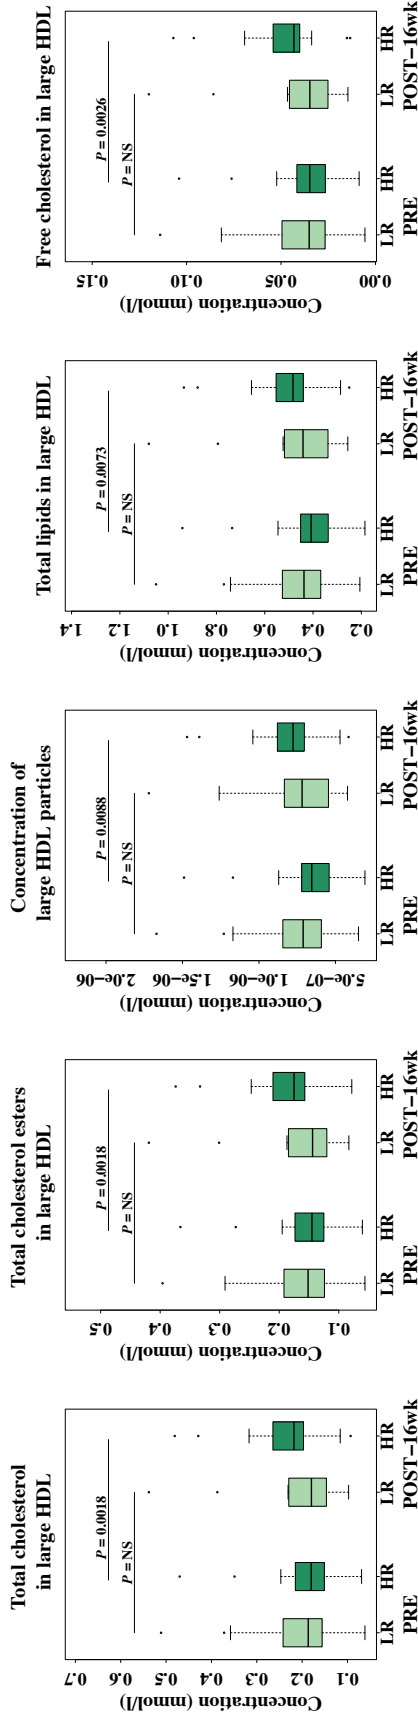 Total cholesterol
in large HDL
Concentration (mmol/l)
0.7
0.6
0.5
0.4
0.3
0.2
0.1
P = 0.0018
P = NS
LR HR LR HR
PRE POST−16wk
Total cholesterol esters
in large HDL
Concentration (mmol/l)
0.5
0.4
0.3
0.2
0.1
P = 0.0018
P = NS
LR HR LR HR
PRE POST−16wk
Concentration of
large HDL particles
Concentration (mmol/l)
2.0e−06
1.5e−06
1.0e−06
5.0e−07
P = 0.0088
P = NS
LR HR LR HR
PRE POST−16wk
Total lipids in large HDL
Concentration (mmol/l)
1.4
1.2
1.0
0.8
0.6
0.4
0.2
P = 0.0073
P = NS
LR HR LR HR
PRE POST−16wk
Free cholesterol in large HDL
Concentration (mmol/l)
0.15
0.10
0.05
0.00
P = 0.0026
P = NS
LR HR LR HR
PRE POST−16wk